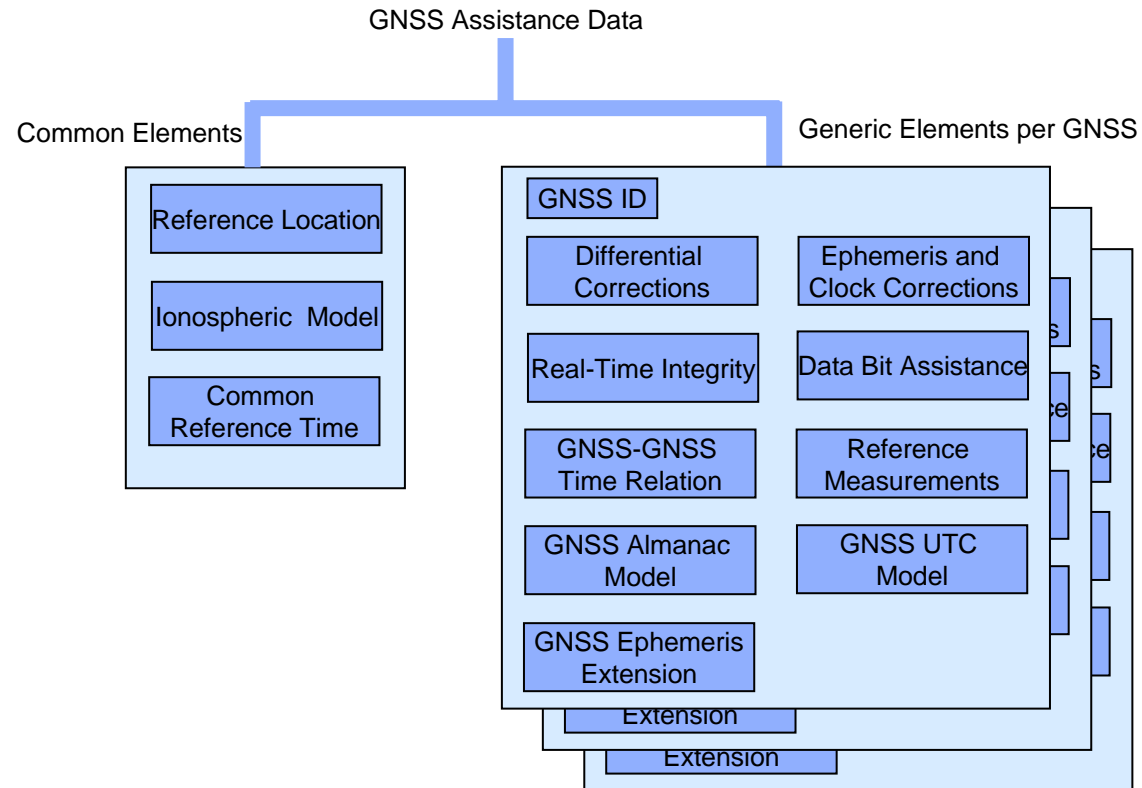 GNSS Assistance Data
Common Elements
Generic Elements per GNSS
Reference Location
Ionospheric Model
Common
Reference Time
GNSS ID
Differential
Corrections
Ephemeris and
Clock Corrections
Real-Time Integrity
Data Bit Assistance
GNSS-GNSS
Time Relation
Reference
Measurements
GNSS Almanac
Model
GNSS UTC
Model
GNSS Ephemeris
Extension
s
ce
Extension
s
ce
Extension